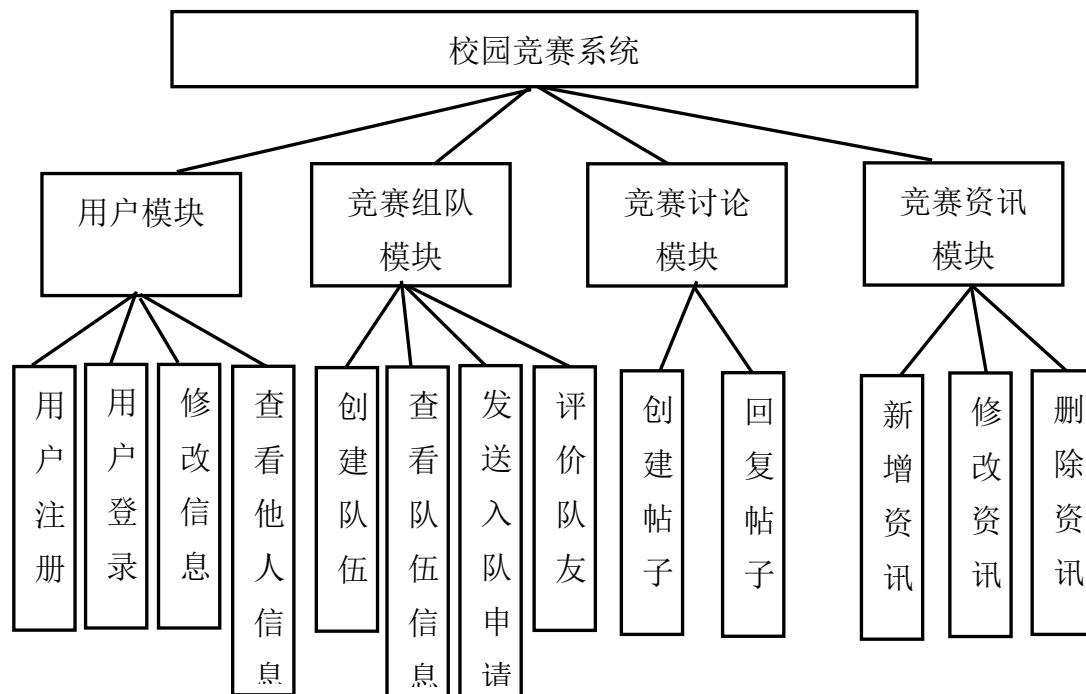 校园竞赛系统
用户模块
竞赛组队
模块
竞赛讨论
模块
竞赛资讯
模块
用户注册
用户登录
修改信息
查看他人信息
创建队伍
查看队伍信息
发送入队申请
评价队友
创建帖子
回复帖子
新增资讯
修改资讯
删除资讯